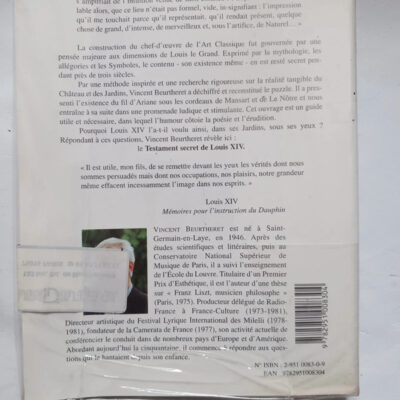 « amplifiait de l'intuition venue de
lable alors, que ce lieu n'était pas formel, vide, in-signifiant : l'impression
qu'il me touchait parce qu'il représentait, qu'il rendait présent, quelque
chose de grand, d'intense, de merveilleux et, sous l'artifice, de Naturel... »
La construction du chef-d'œuvre de l'Art Classique fut gouvernée par une
pensée majeure aux dimensions de Louis le Grand. Exprimé par la mythologie, les
allégories et les Symboles, le contenu - son existence même - en est resté secret pen-
dant près de trois siècles.
Par une méthode inspirée et une recherche rigoureuse sur la réalité tangible du
Château et des Jardins, Vincent Beurtheret a déchiffré et reconstitué le puzzle. Il a pres-
senti l'existence du fil d'Ariane sous les cordeaux de Mansart et de La Nôtre et nous
entraîne à sa suite dans une promenade ludique et stimulante. Cet ouvrage est un guide
utile et nécessaire, dans lequel l'humour côtoie la poésie et l'érudition.
Pourquoi Louis XIV l'a-t-il voulu ainsi, dans ses Jardins, sous ses yeux ?
Répondant à ces questions, Vincent Beurtheret révèle ici :
le Testament secret de Louis XIV.
« Il est utile, mon fils, de se remettre devant les yeux les vérités dont nous
sommes persuadés mais dont nos occupations, nos plaisirs, notre grandeur
même effacent incessamment l'image dans nos esprits. »
Louis XIV
Mémoires pour l'instruction du Dauphin
VINCENT BEURTHERET est né à Saint-
Germain-en-Laye, en 1946. Après des
études scientifiques et littéraires, puis au
Conservatoire National Supérieur de
Musique de Paris, il a suivi l'enseignement
de l'École du Louvre. Titulaire d'un Premier
Prix d'Esthétique, il est l'auteur d'une thèse
sur « Franz Liszt, musicien philosophe »
(Paris, 1975). Producteur délégué de Radio-
France à France-Culture (1973-1981),
Directeur artistique du Festival Lyrique International des Milelli (1978-
1981), fondateur de la Camerata de France (1977), son activité actuelle de
conférencier le conduit dans de nombreux pays d'Europe et d'Amérique.
Abordant aujourd'hui la cinquantaine, il commence à répondre aux ques-
tions qui le hantaient depuis son enfance.
N° ISBN : 2-951 0083-0-9
EAN 9782951008304
9782951008304